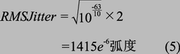 RMSJitter = √(10^(-63/10) × 2)
= 1415e^-6弧度 (5)